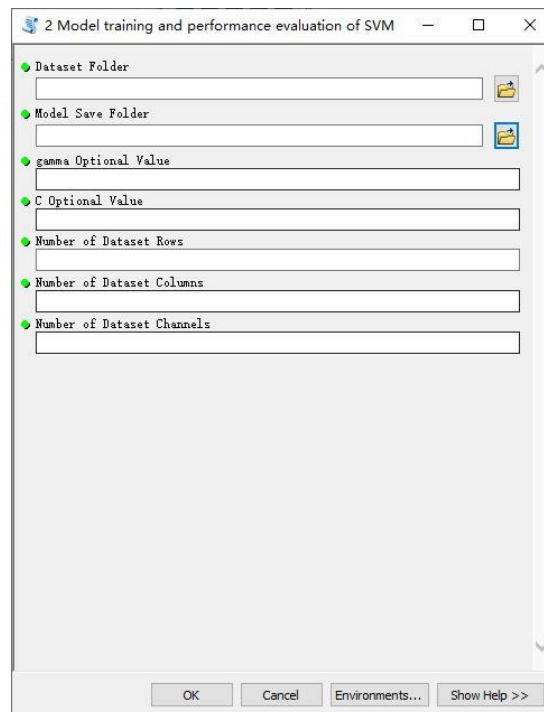 2 Model training and performance evaluation of SVM
Dataset Folder
Model Save Folder
gamma Optional Value
C Optional Value
Number of Dataset Rows
Number of Dataset Columns
Number of Dataset Channels
OK Cancel Environments... Show Help >>